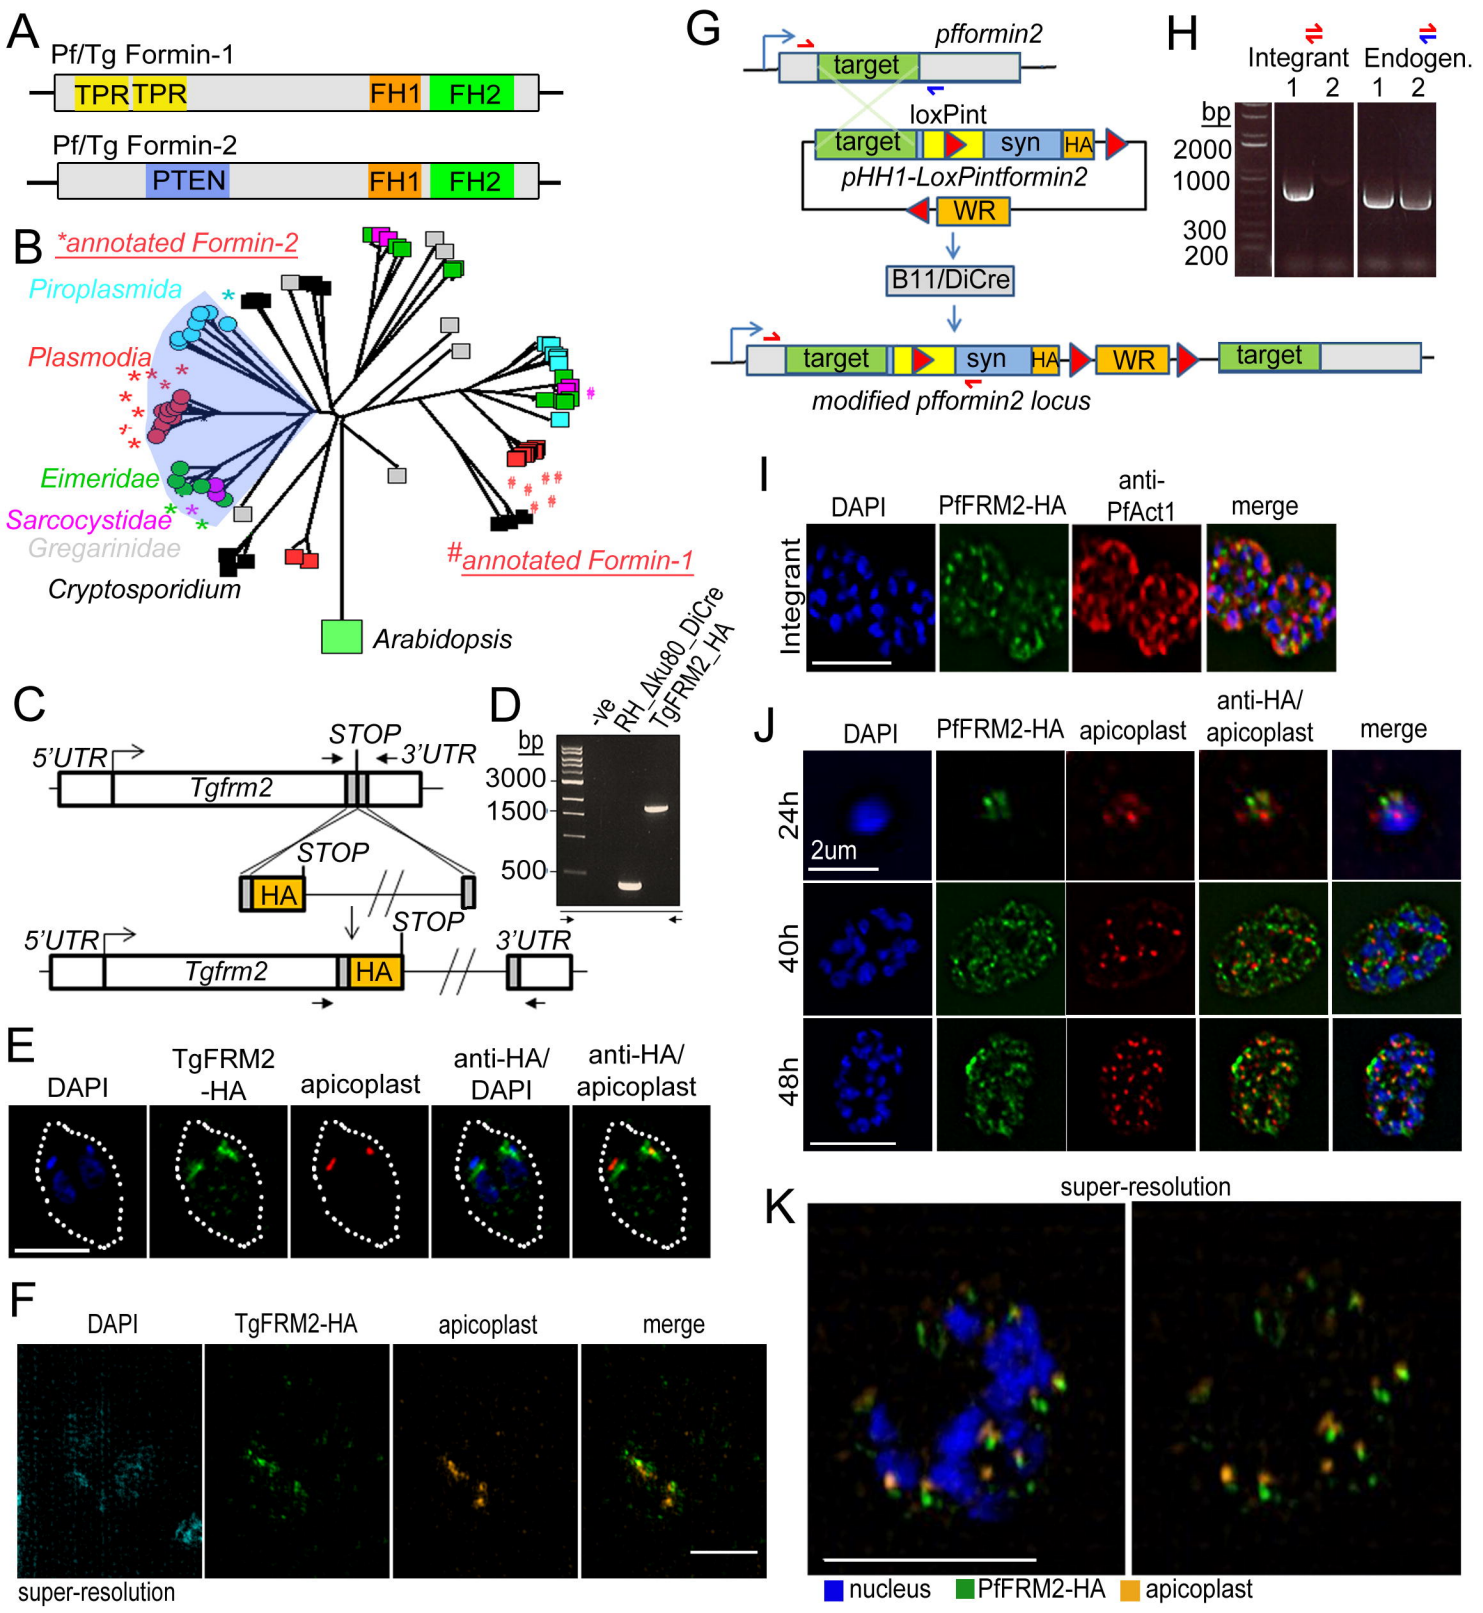 A
Pf/Tg Formin-1
TPR TPR FH1 FH2
Pf/Tg Formin-2
PTEN FH1 FH2
B
*annotated Formin-2
Piroplasmida
*
Plasmodia
* * * * * * *
Eimeridae
Sarcocystidae
* * *
Gregarinidae
Cryptosporidium
#
# # # # # #
#annotated Formin-1
Arabidopsis
C
STOP
5'UTR 3'UTR
Tgfrm2
STOP
HA
STOP
5'UTR 3'UTR
Tgfrm2 HA
D
-ve
RH_Δku80_DiCre
TgFRM2_HA
bp
3000
1500
500
E
DAPI
TgFRM2
-HA
apicoplast
anti-HA/
DAPI
anti-HA/
apicoplast
F
DAPI TgFRM2-HA apicoplast merge
super-resolution
G
pfformin2
target
loxPint
target syn HA
pHH1-LoxPintformin2
WR
B11/DiCre
target syn HA WR target
modified pfformin2 locus
H
Integrant Endogen.
1 2 1 2
bp
2000
1000
300
200
I
DAPI
PfFRM2-HA
anti-
PfAct1
merge
Integrant
J
DAPI
PfFRM2-HA
apicoplast
anti-HA/
apicoplast
merge
24h
2um
40h
48h
K
super-resolution
nucleus PfFRM2-HA apicoplast